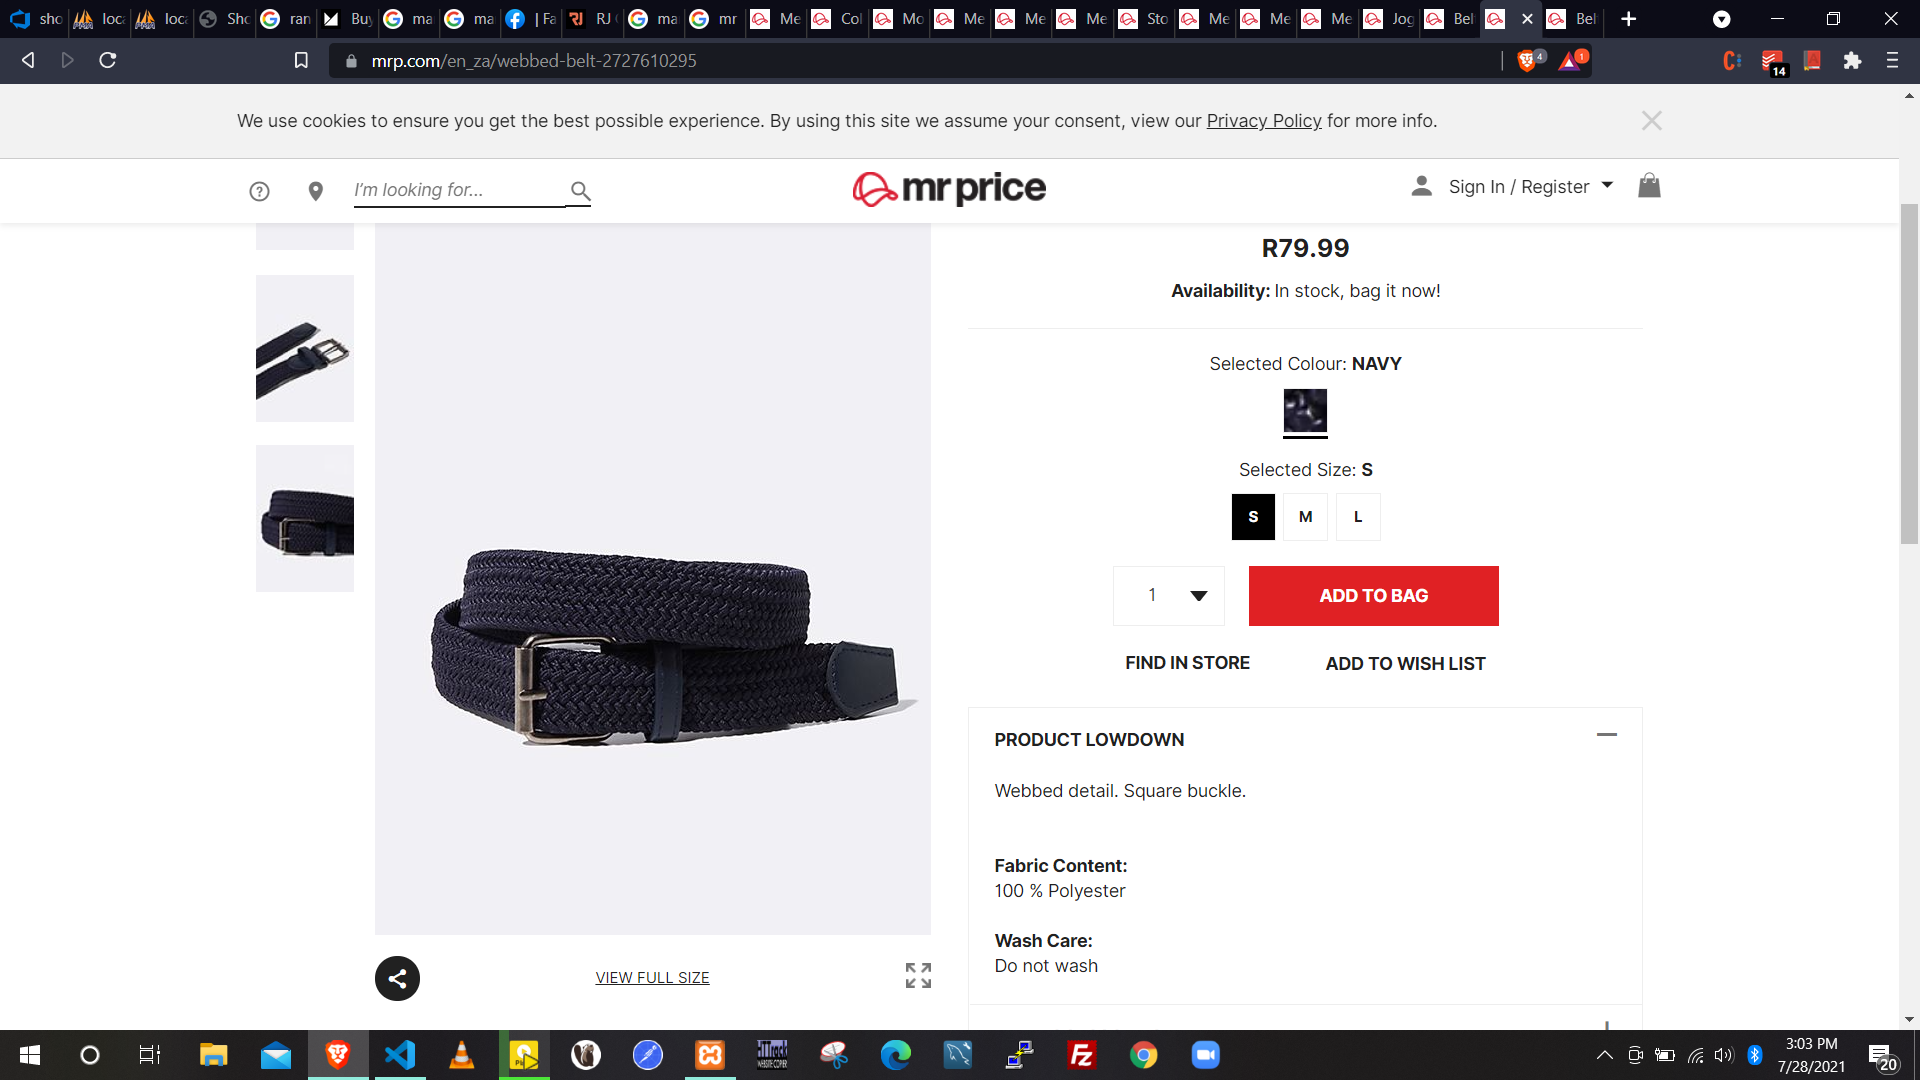 sho
loca
loca
Sho
ran
Buy
ma
ma
| Fa
RJ
ma
mr
Me
Col
Mo
Me
Me
Me
Sto
Me
Me
Me
Jog
Bel
Bel
mrp.com/en_za/webbed-belt-2727610295
4
1
14
We use cookies to ensure you get the best possible experience. By using this site we assume your consent, view our Privacy Policy for more info.
I'm looking for...
mr price
Sign In / Register
R79.99
Availability: In stock, bag it now!
Selected Colour: NAVY
Selected Size: S
S M L
1
ADD TO BAG
FIND IN STORE
ADD TO WISH LIST
PRODUCT LOWDOWN
Webbed detail. Square buckle.
Fabric Content:
100 % Polyester
Wash Care:
Do not wash
VIEW FULL SIZE
3:03 PM
7/28/2021
20